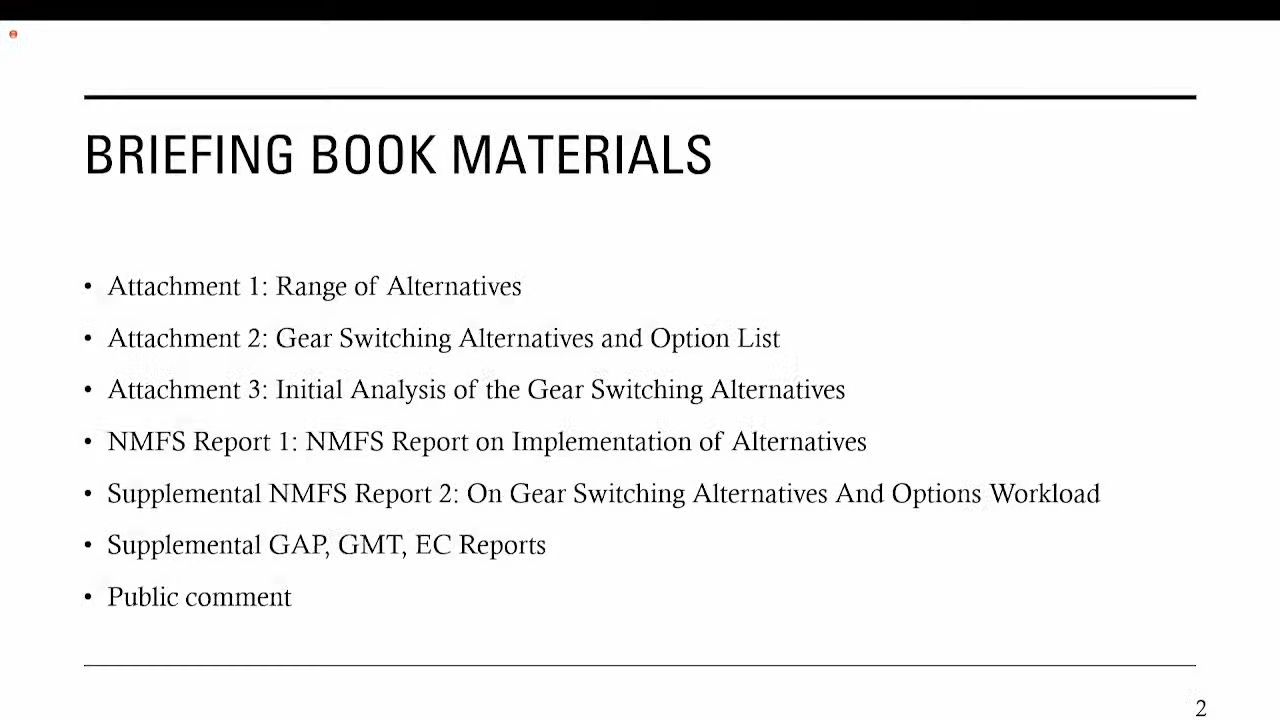 BRIEFING BOOK MATERIALS
• Attachment 1: Range of Alternatives
• Attachment 2: Gear Switching Alternatives and Option List
• Attachment 3: Initial Analysis of the Gear Switching Alternatives
• NMFS Report 1: NMFS Report on Implementation of Alternatives
• Supplemental NMFS Report 2: On Gear Switching Alternatives And Options Workload
• Supplemental GAP, GMT, EC Reports
• Public comment
2